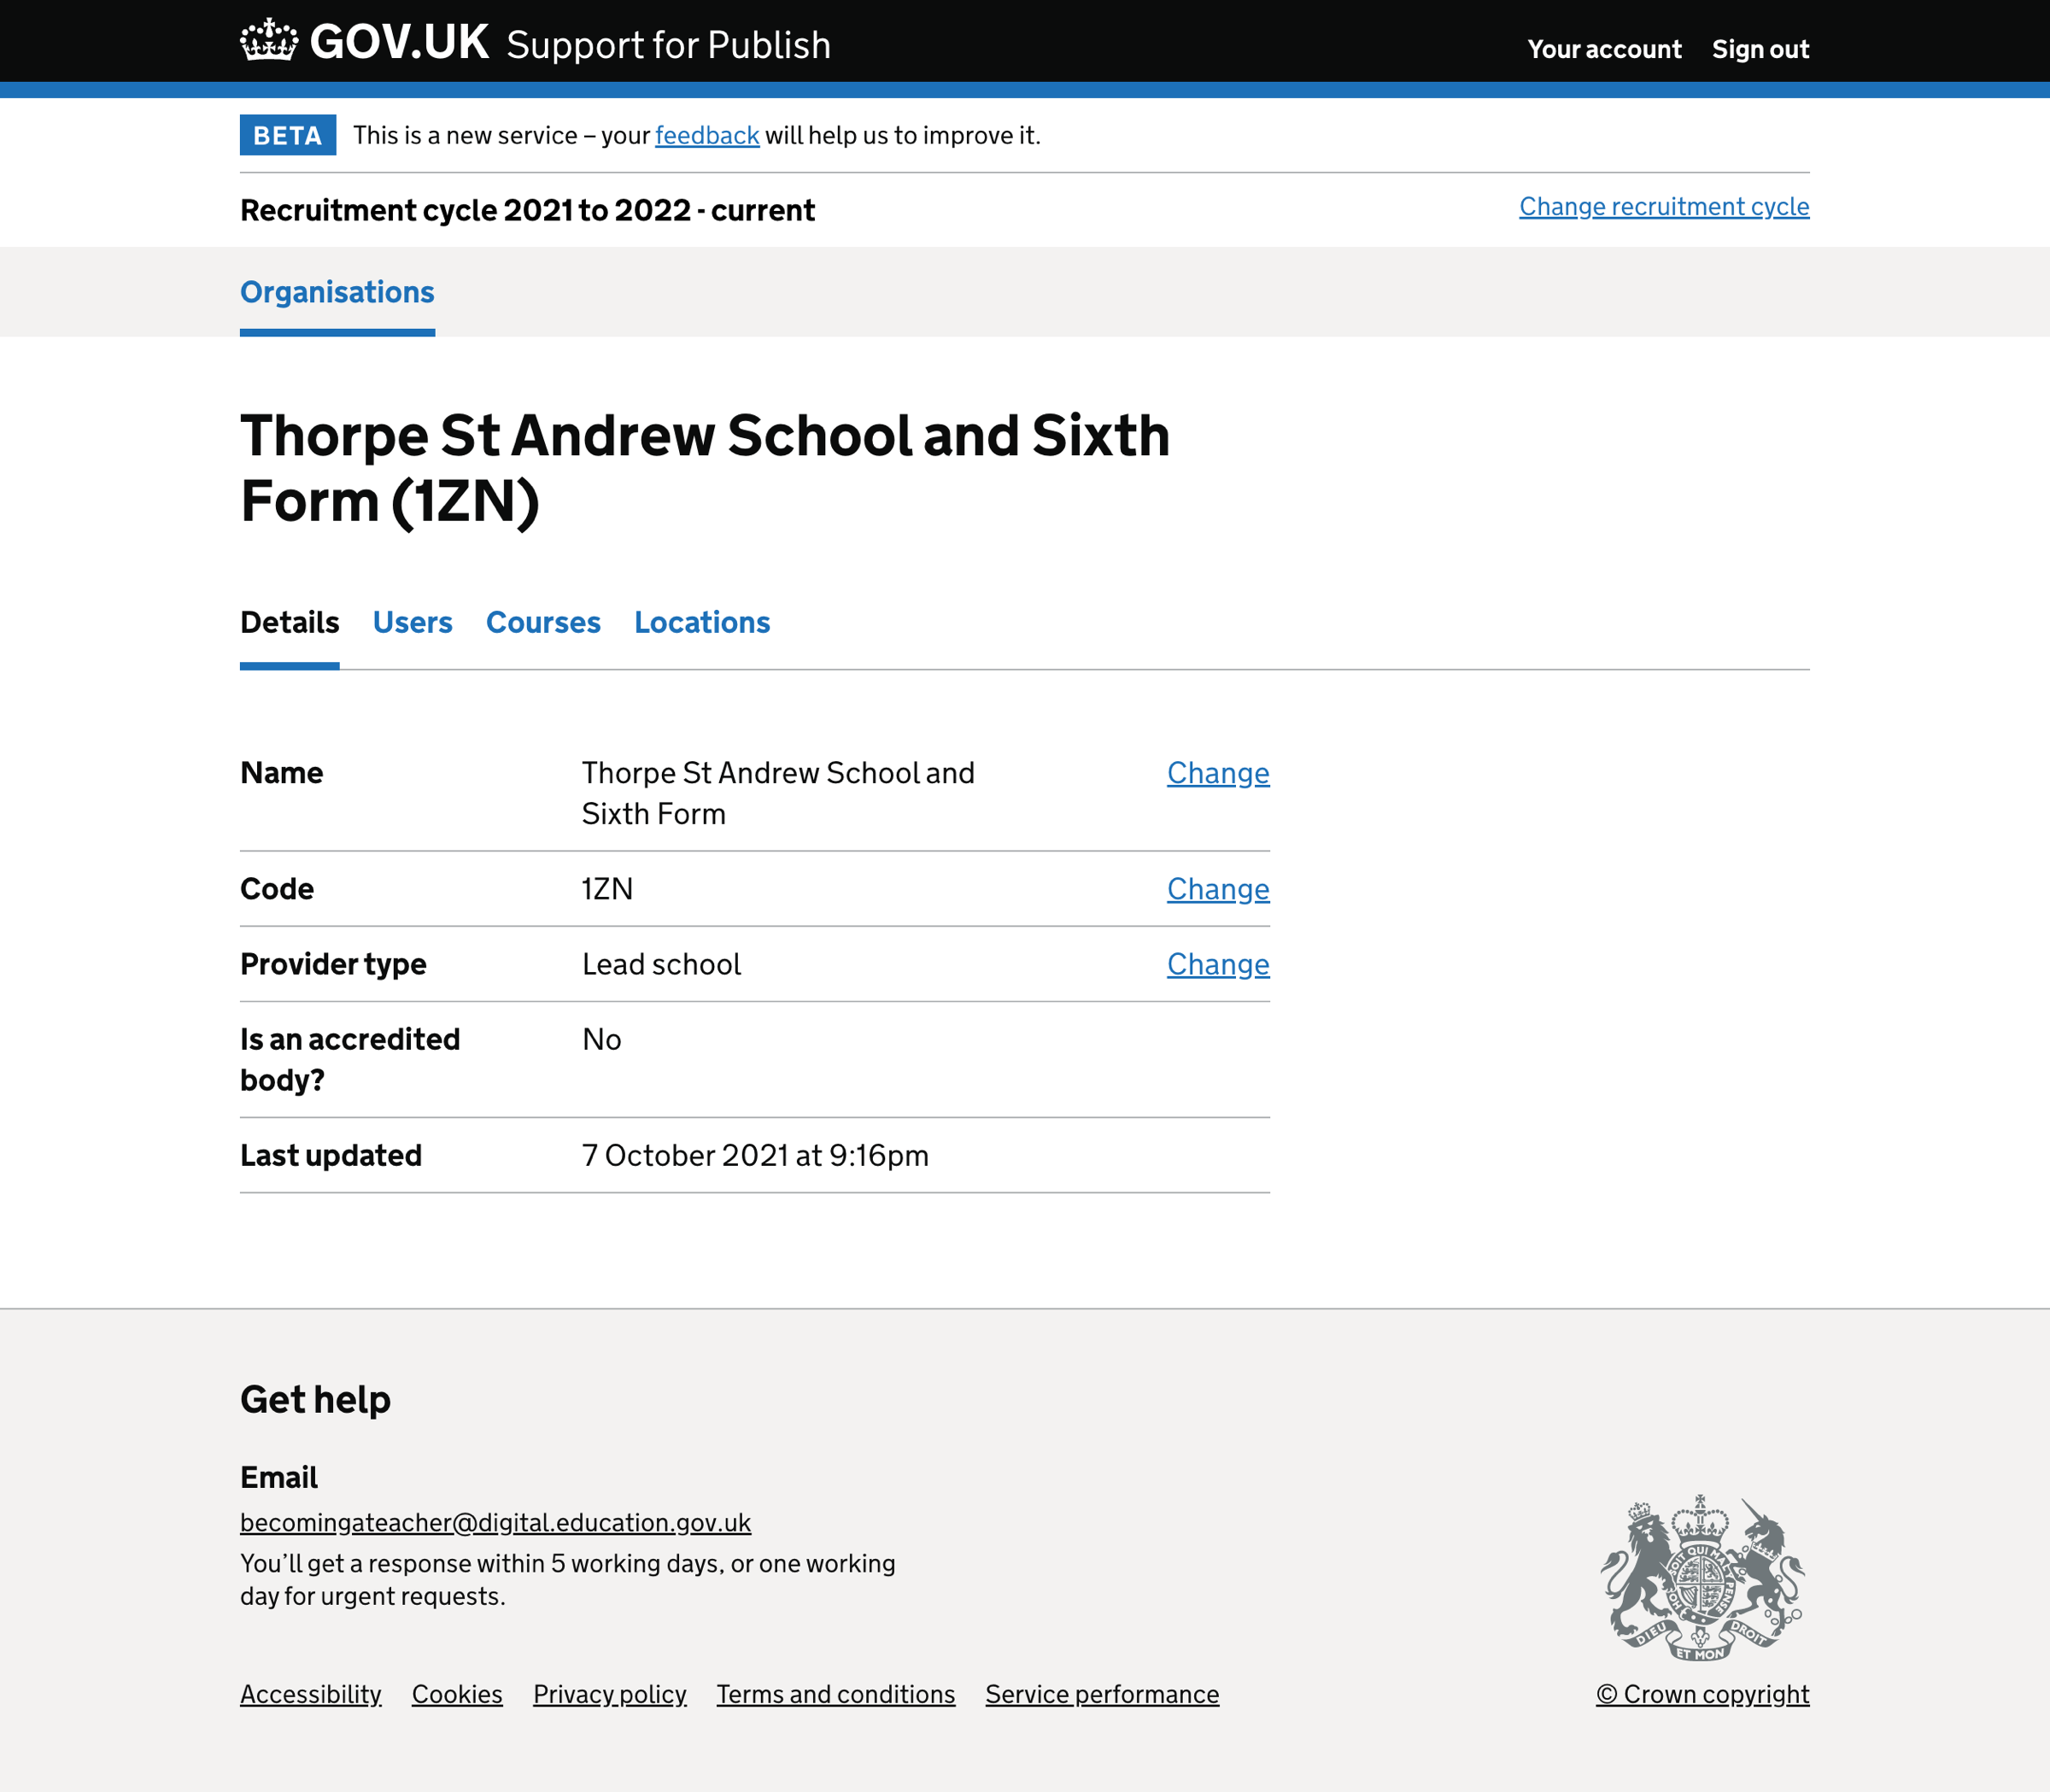 GOV.UK Support for Publish
Your account Sign out
BETA This is a new service – your feedback will help us to improve it.
Recruitment cycle 2021 to 2022 - current
Change recruitment cycle
Organisations
Thorpe St Andrew School and Sixth
Form (1ZN)
Details Users Courses Locations
Name Thorpe St Andrew School and Change
Sixth Form
Code 1ZN Change
Provider type Lead school Change
Is an accredited No
body?
Last updated 7 October 2021 at 9:16pm
Get help
Email
becomingateacher@digital.education.gov.uk
You’ll get a response within 5 working days, or one working
day for urgent requests.
DIEU ET MON DROIT
Accessibility Cookies Privacy policy Terms and conditions Service performance
© Crown copyright